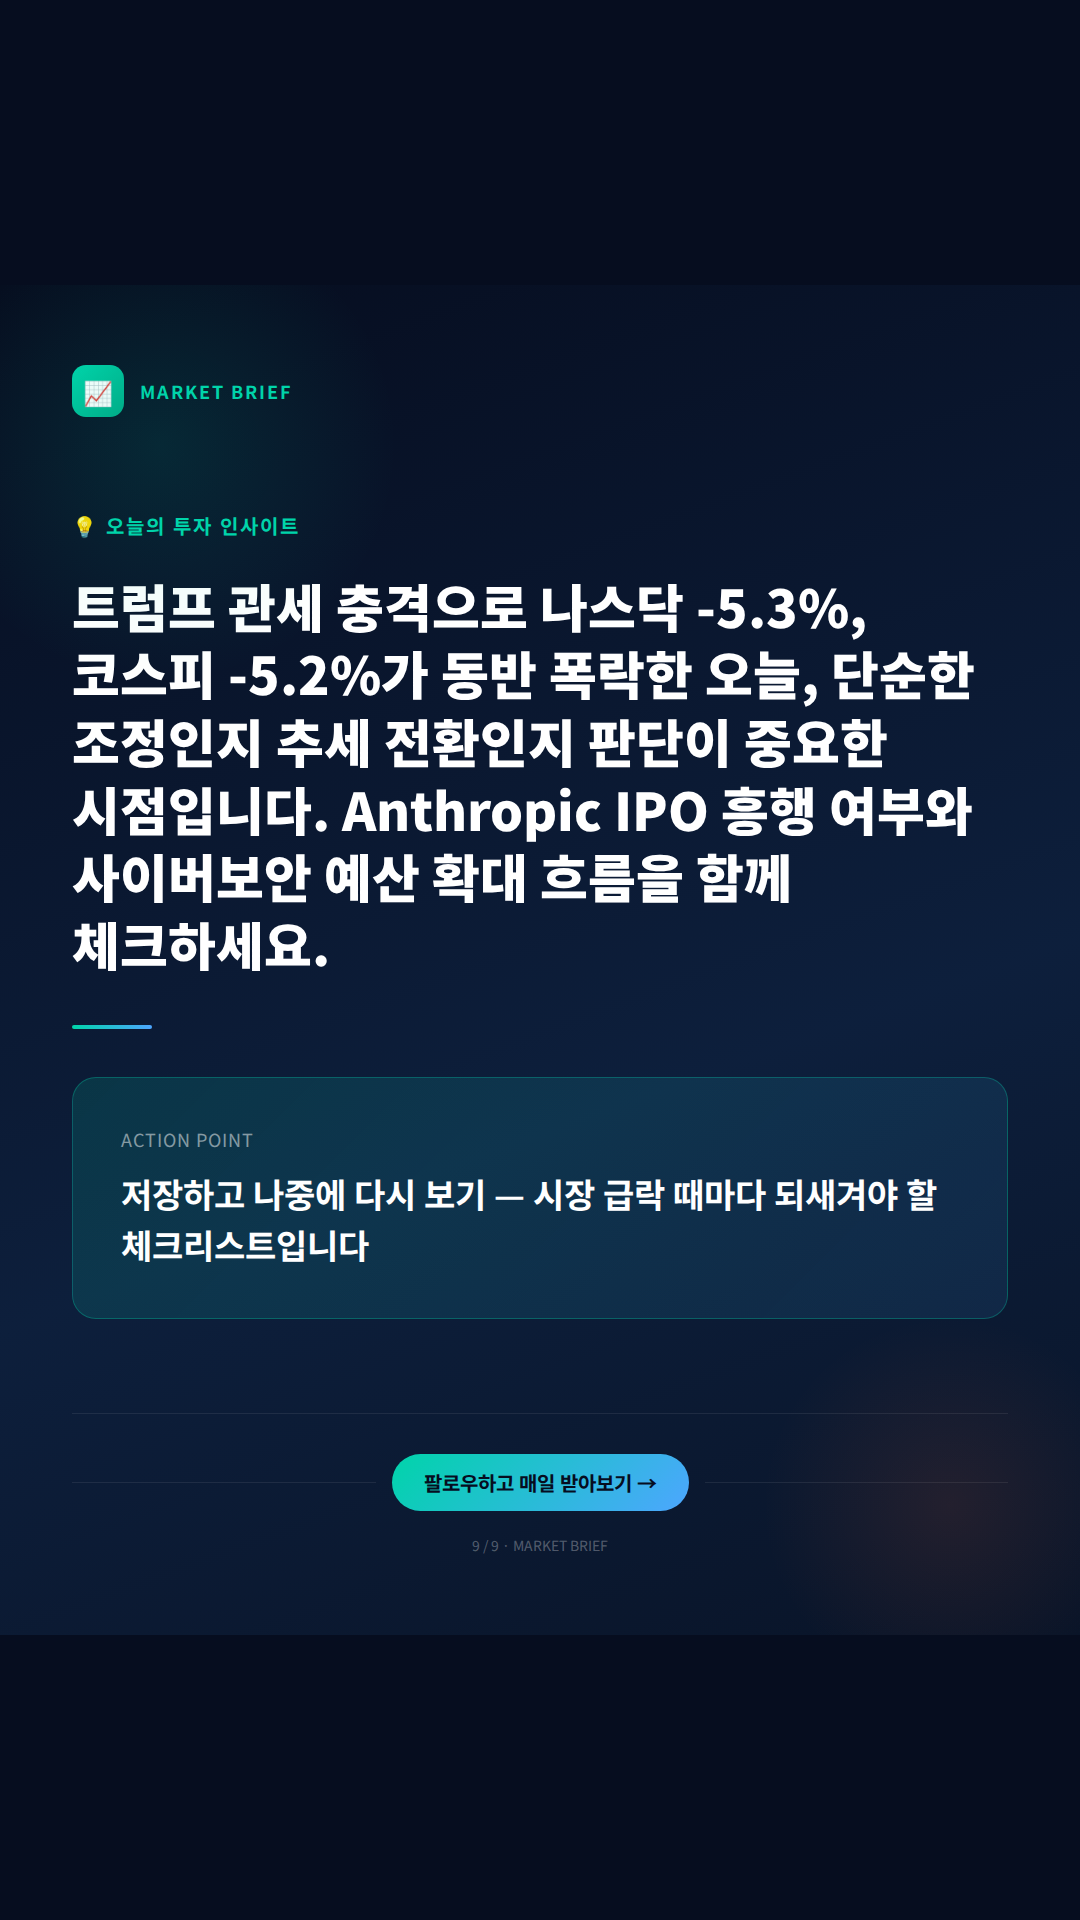 MARKET BRIEF
💡 오늘의 투자 인사이트
트럼프 관세 충격으로 나스닥 -5.3%,
코스피 -5.2%가 동반 폭락한 오늘, 단순한
조정인지 추세 전환인지 판단이 중요한
시점입니다. Anthropic IPO 흥행 여부와
사이버보안 예산 확대 흐름을 함께
체크하세요.
ACTION POINT
저장하고 나중에 다시 보기 — 시장 급락 때마다 되새겨야 할
체크리스트입니다
팔로우하고 매일 받아보기 →
9 / 9 · MARKET BRIEF